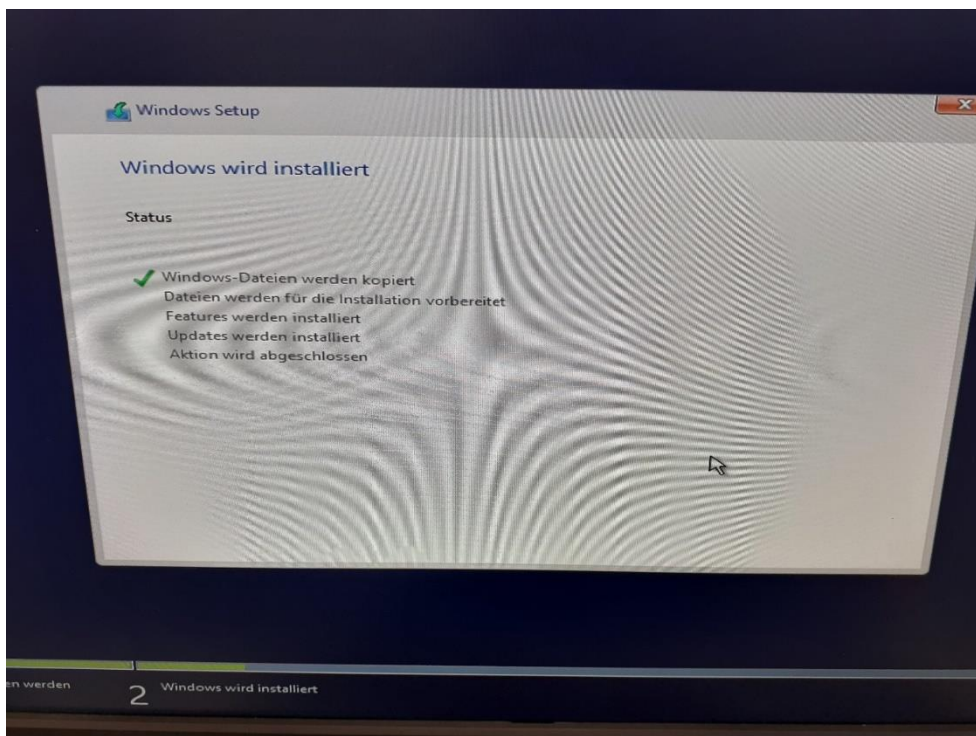 Windows Setup
Windows wird installiert
Status
Windows-Dateien werden kopiert
Dateien werden für die Installation vorbereitet
Features werden installiert
Updates werden installiert
Aktion wird abgeschlossen
en werden
2 Windows wird installiert